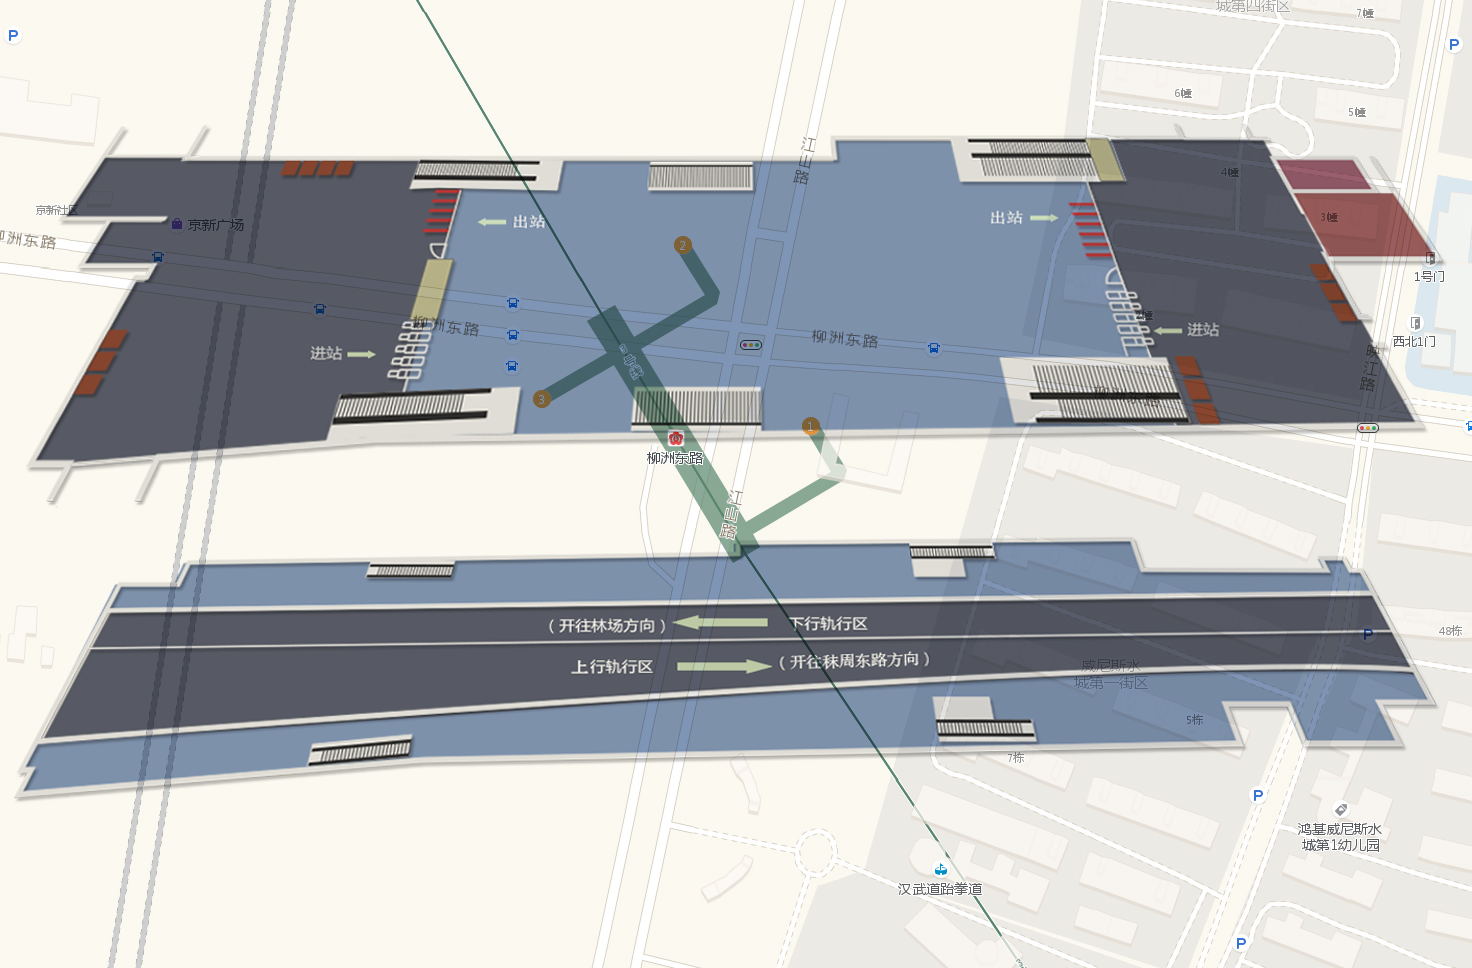 城第四街区
7幢
P
P
6幢
5幢
江山路
4幢
京新社区
京新广场
柳洲东路
出站
出站
3幢
2
1号门
柳洲东路
柳洲东路
进站
进站
西北1门
3
1
柳洲东路
江山路
（开往林场方向）
下行轨行区
上行轨行区
（开往秣周东路方向）
P
48栋
威尼斯水
城第一街区
5栋
7栋
P
鸿基威尼斯水
城第1幼儿园
汉武道跆拳道
P